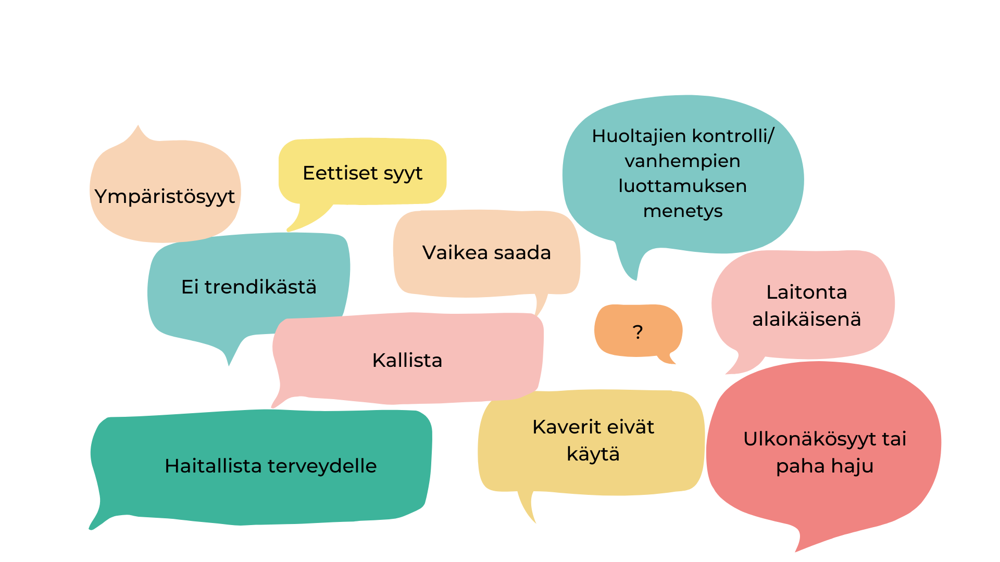 Ympäristösyyt
Eettiset syyt
Huoltajien kontrolli/
vanhempien
luottamuksen
menetys
Vaikea saada
Ei trendikästä
Laitonta
alaikäisenä
?
Kallista
Kaverit eivät
käytä
Ulkonäkösyyt tai
paha haju
Haitallista terveydelle